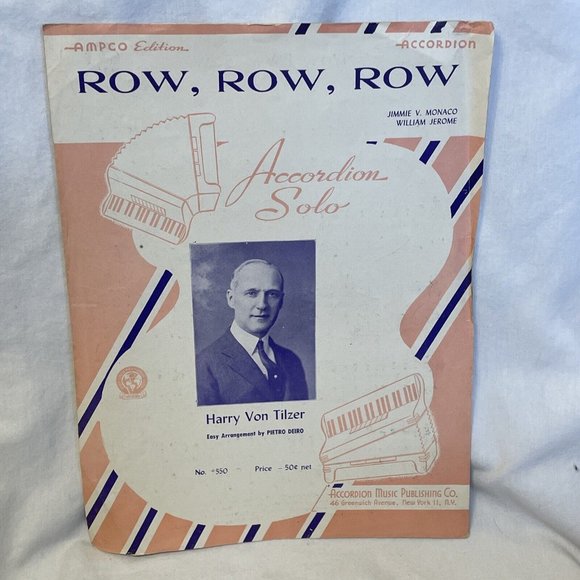 AMPCO Edition
ACCORDION
ROW, ROW, ROW
JIMMIE V. MONACO
WILLIAM JEROME
Accordion
Solo
Harry Von Tilzer
Easy Arrangement by PIETRO DEIRO
No. 550
Price - 50¢ net
ACCORDION MUSIC PUBLISHING CO.
46 Greenwich Avenue, New York 11, N.Y.